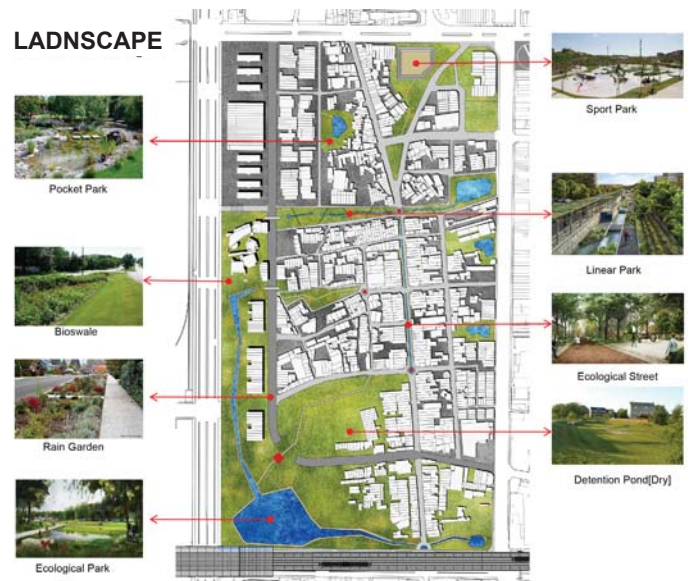 LADNSCAPE
Pocket Park
Bioswale
Rain Garden
Ecological Park
Sport Park
Linear Park
Ecological Street
Detention Pond[Dry]